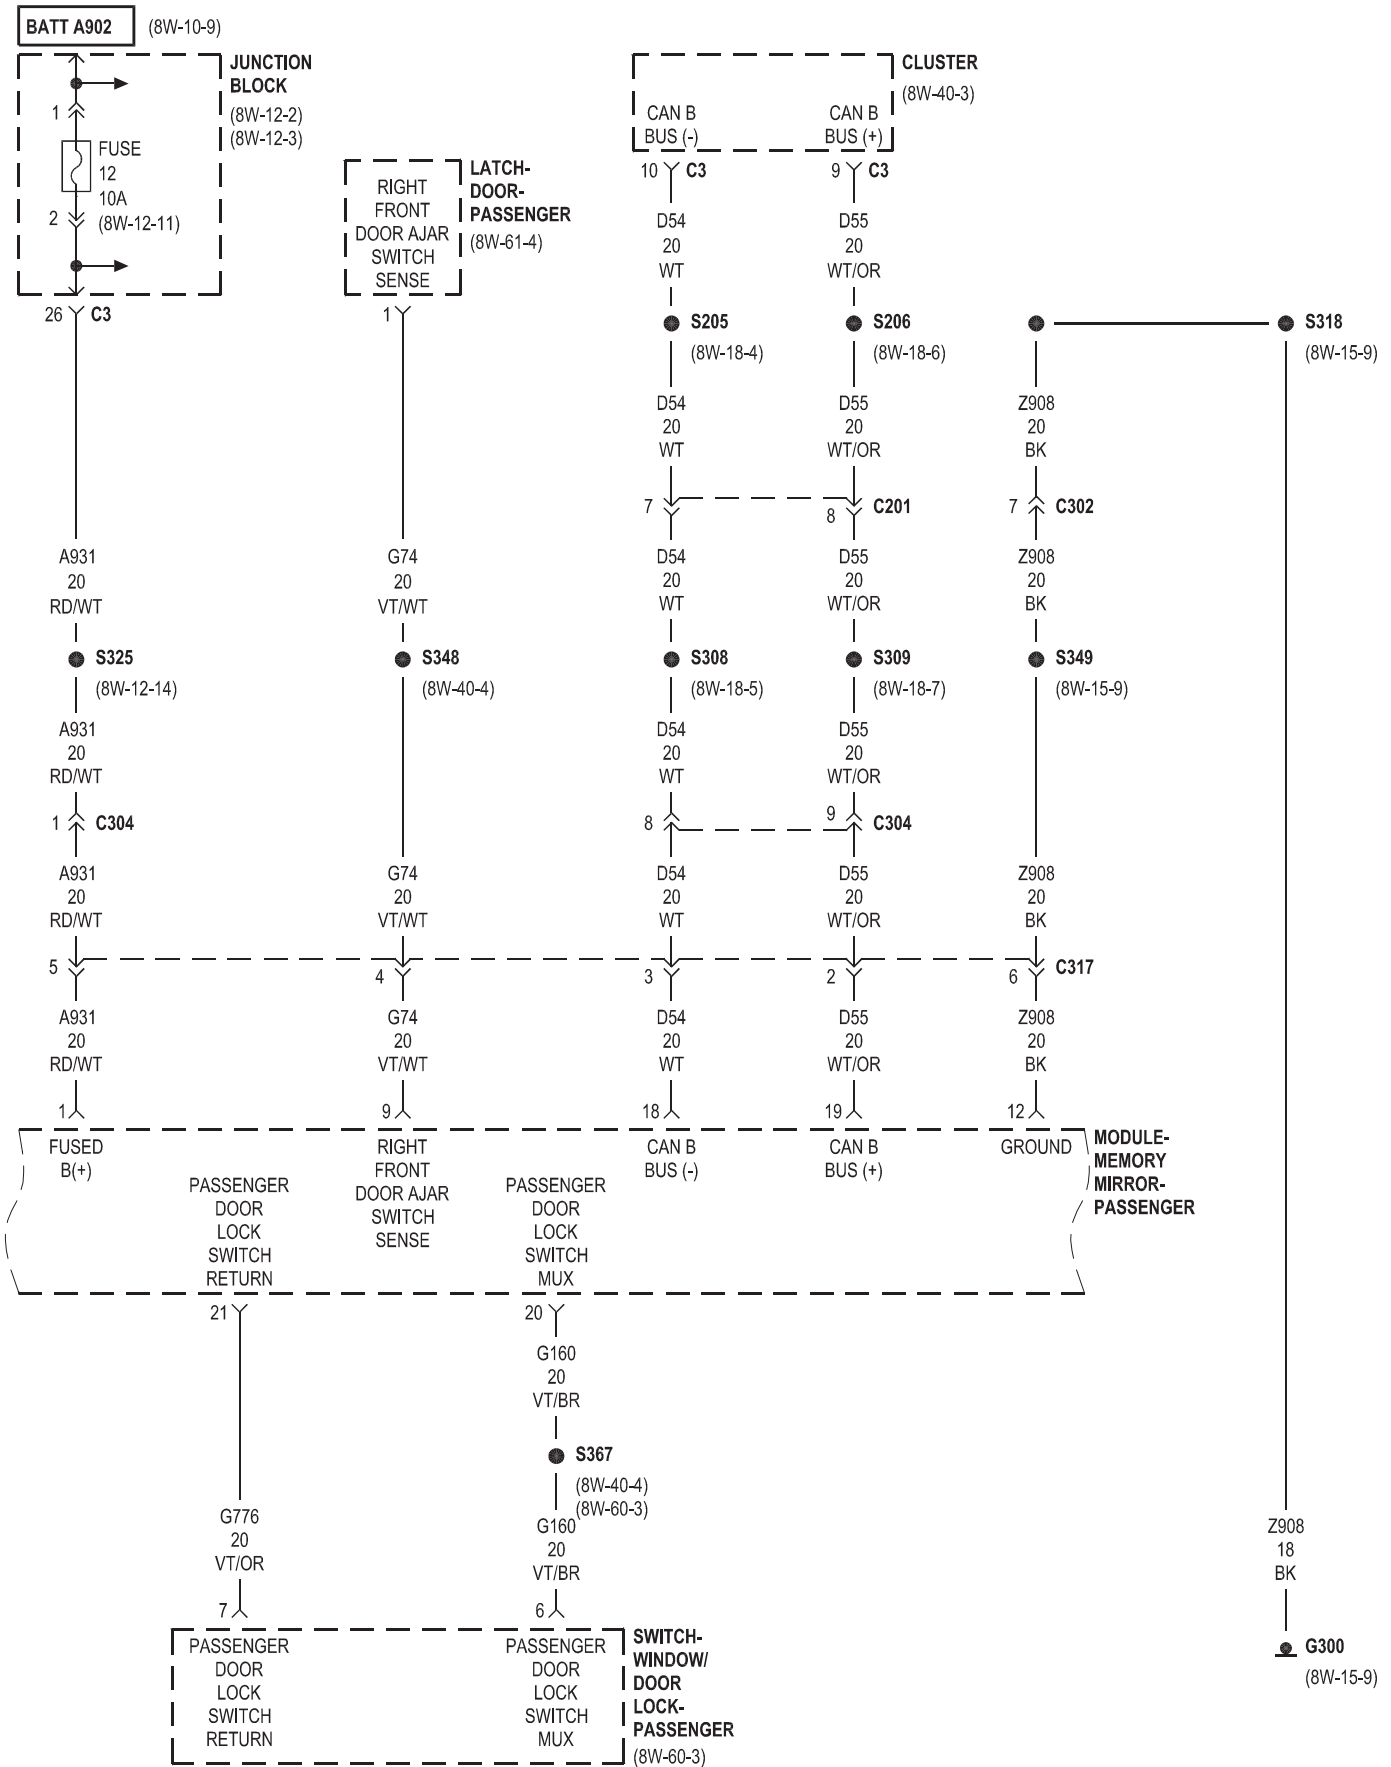 BATT A902 (8W-10-9)
JUNCTION
BLOCK
(8W-12-2)
(8W-12-3)
1
FUSE
12
10A
(8W-12-11)
2
26 C3
RIGHT
FRONT
DOOR AJAR
SWITCH
SENSE
LATCH-
DOOR-
PASSENGER
(8W-61-4)
1
CLUSTER
(8W-40-3)
CAN B
BUS (-)
CAN B
BUS (+)
10 C3
9 C3
D54
20
WT
D55
20
WT/OR
S205
(8W-18-4)
S206
(8W-18-6)
S318
(8W-15-9)
D54
20
WT
D55
20
WT/OR
Z908
20
BK
7
8
C201
7 C302
A931
20
RD/WT
G74
20
VT/WT
D54
20
WT
D55
20
WT/OR
Z908
20
BK
S325
(8W-12-14)
S348
(8W-40-4)
S308
(8W-18-5)
S309
(8W-18-7)
S349
(8W-15-9)
A931
20
RD/WT
D54
20
WT
D55
20
WT/OR
1 C304
8
9
C304
A931
20
RD/WT
G74
20
VT/WT
D54
20
WT
D55
20
WT/OR
Z908
20
BK
5
4
3
2
6
C317
A931
20
RD/WT
G74
20
VT/WT
D54
20
WT
D55
20
WT/OR
Z908
20
BK
1
9
18
19
12
FUSED
B(+)
PASSENGER
DOOR
LOCK
SWITCH
RETURN
RIGHT
FRONT
DOOR AJAR
SWITCH
SENSE
PASSENGER
DOOR
LOCK
SWITCH
MUX
CAN B
BUS (-)
CAN B
BUS (+)
GROUND
MODULE-
MEMORY
MIRROR-
PASSENGER
21
20
G160
20
VT/BR
S367
(8W-40-4)
(8W-60-3)
G776
20
VT/OR
G160
20
VT/BR
Z908
18
BK
7
6
PASSENGER
DOOR
LOCK
SWITCH
RETURN
PASSENGER
DOOR
LOCK
SWITCH
MUX
SWITCH-
WINDOW/
DOOR
LOCK-
PASSENGER
(8W-60-3)
G300
(8W-15-9)